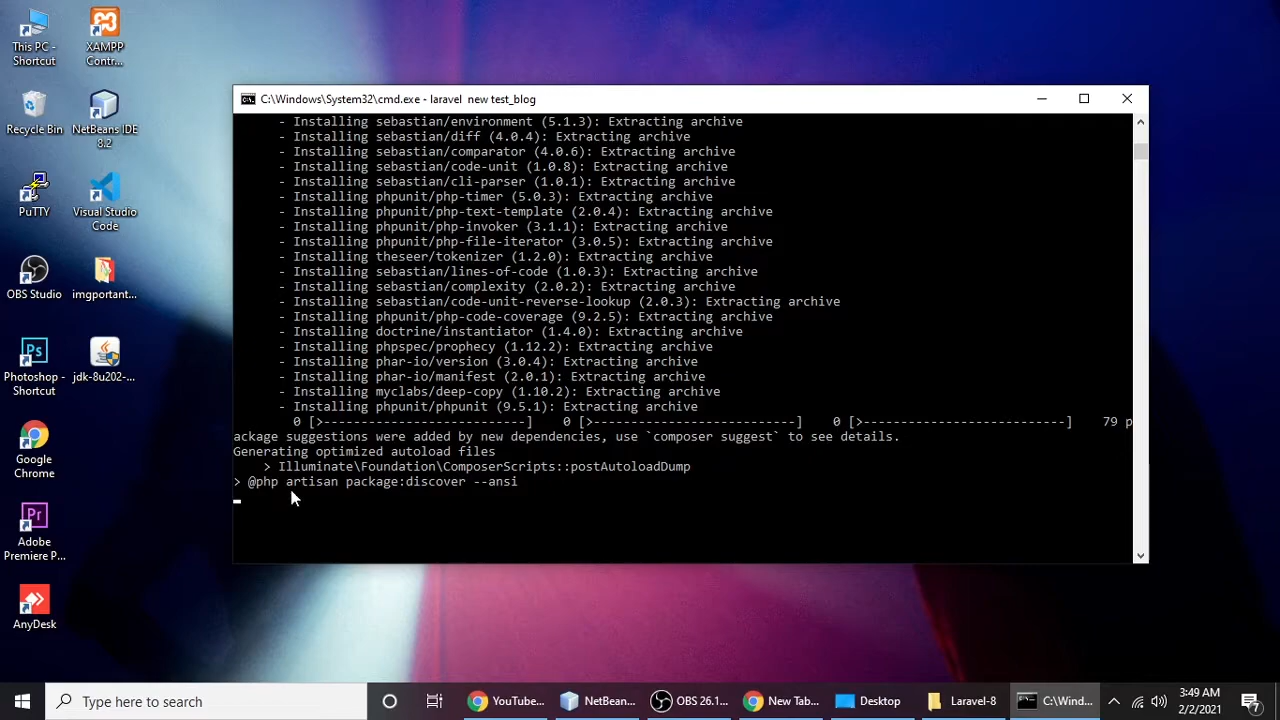 This PC -
Shortcut
XAMPP
Contr...
Recycle Bin
NetBeans IDE
8.2
PuTTY
Visual Studio
Code
OBS Studio
imgportant...
Photoshop -
Shortcut
jdk-8u202-...
Google
Chrome
Adobe
Premiere P...
AnyDesk
C:\Windows\System32\cmd.exe - laravel  new test_blog
- Installing sebastian/environment (5.1.3): Extracting archive
- Installing sebastian/diff (4.0.4): Extracting archive
- Installing sebastian/comparator (4.0.6): Extracting archive
- Installing sebastian/code-unit (1.0.8): Extracting archive
- Installing sebastian/cli-parser (1.0.1): Extracting archive
- Installing phpunit/php-timer (5.0.3): Extracting archive
- Installing phpunit/php-text-template (2.0.4): Extracting archive
- Installing phpunit/php-invoker (3.1.1): Extracting archive
- Installing phpunit/php-file-iterator (3.0.5): Extracting archive
- Installing theseer/tokenizer (1.2.0): Extracting archive
- Installing sebastian/lines-of-code (1.0.3): Extracting archive
- Installing sebastian/complexity (2.0.2): Extracting archive
- Installing sebastian/code-unit-reverse-lookup (2.0.3): Extracting archive
- Installing phpunit/php-code-coverage (9.2.5): Extracting archive
- Installing doctrine/instantiator (1.4.0): Extracting archive
- Installing phpspec/prophecy (1.12.2): Extracting archive
- Installing phar-io/version (3.0.4): Extracting archive
- Installing phar-io/manifest (2.0.1): Extracting archive
- Installing myclabs/deep-copy (1.10.2): Extracting archive
- Installing phpunit/phpunit (9.5.1): Extracting archive
0 [>---------------------------]    0 [>---------------------------]    0 [>---------------------------]    79 p
ackage suggestions were added by new dependencies, use `composer suggest` to see details.
Generating optimized autoload files
> Illuminate\Foundation\ComposerScripts::postAutoloadDump
> @php artisan package:discover --ansi
Type here to search
YouTube...
NetBean...
OBS 26.1...
New Tab...
Desktop
Laravel-8
C:\Wind...
3:49 AM
2/2/2021
7